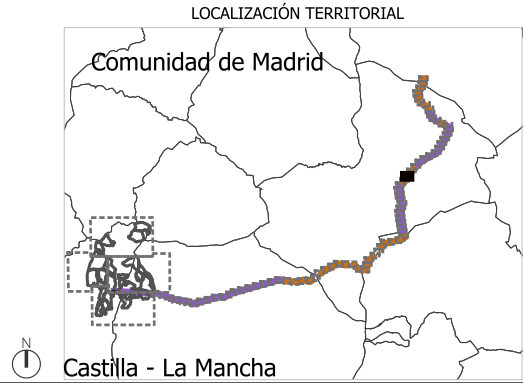 LOCALIZACIÓN TERRITORIAL
Comunidad de Madrid
N
Castilla - La Mancha